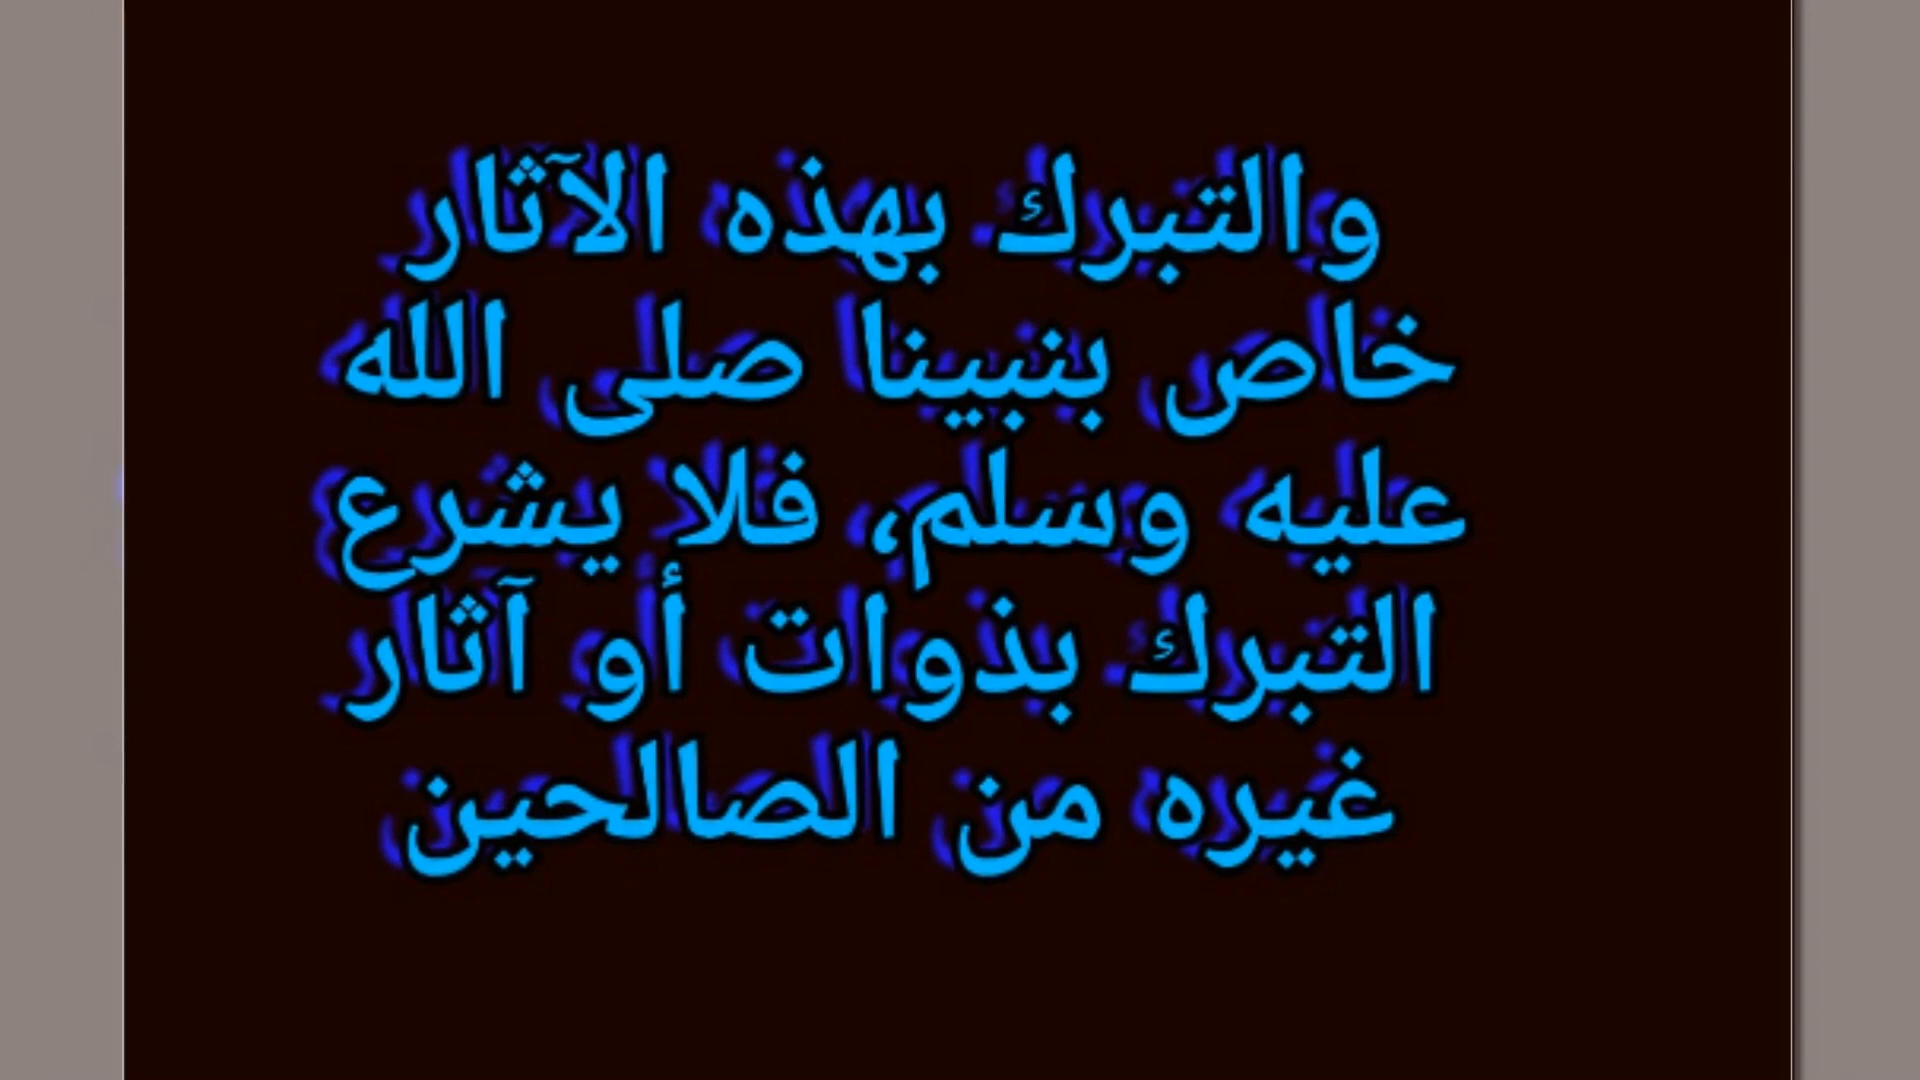 والتبرك بهذه الآثار
خاص بنبينا صلى الله
عليه وسلم، فلا يشرع
التبرك بذوات أو آثار
غيره من الصالحين